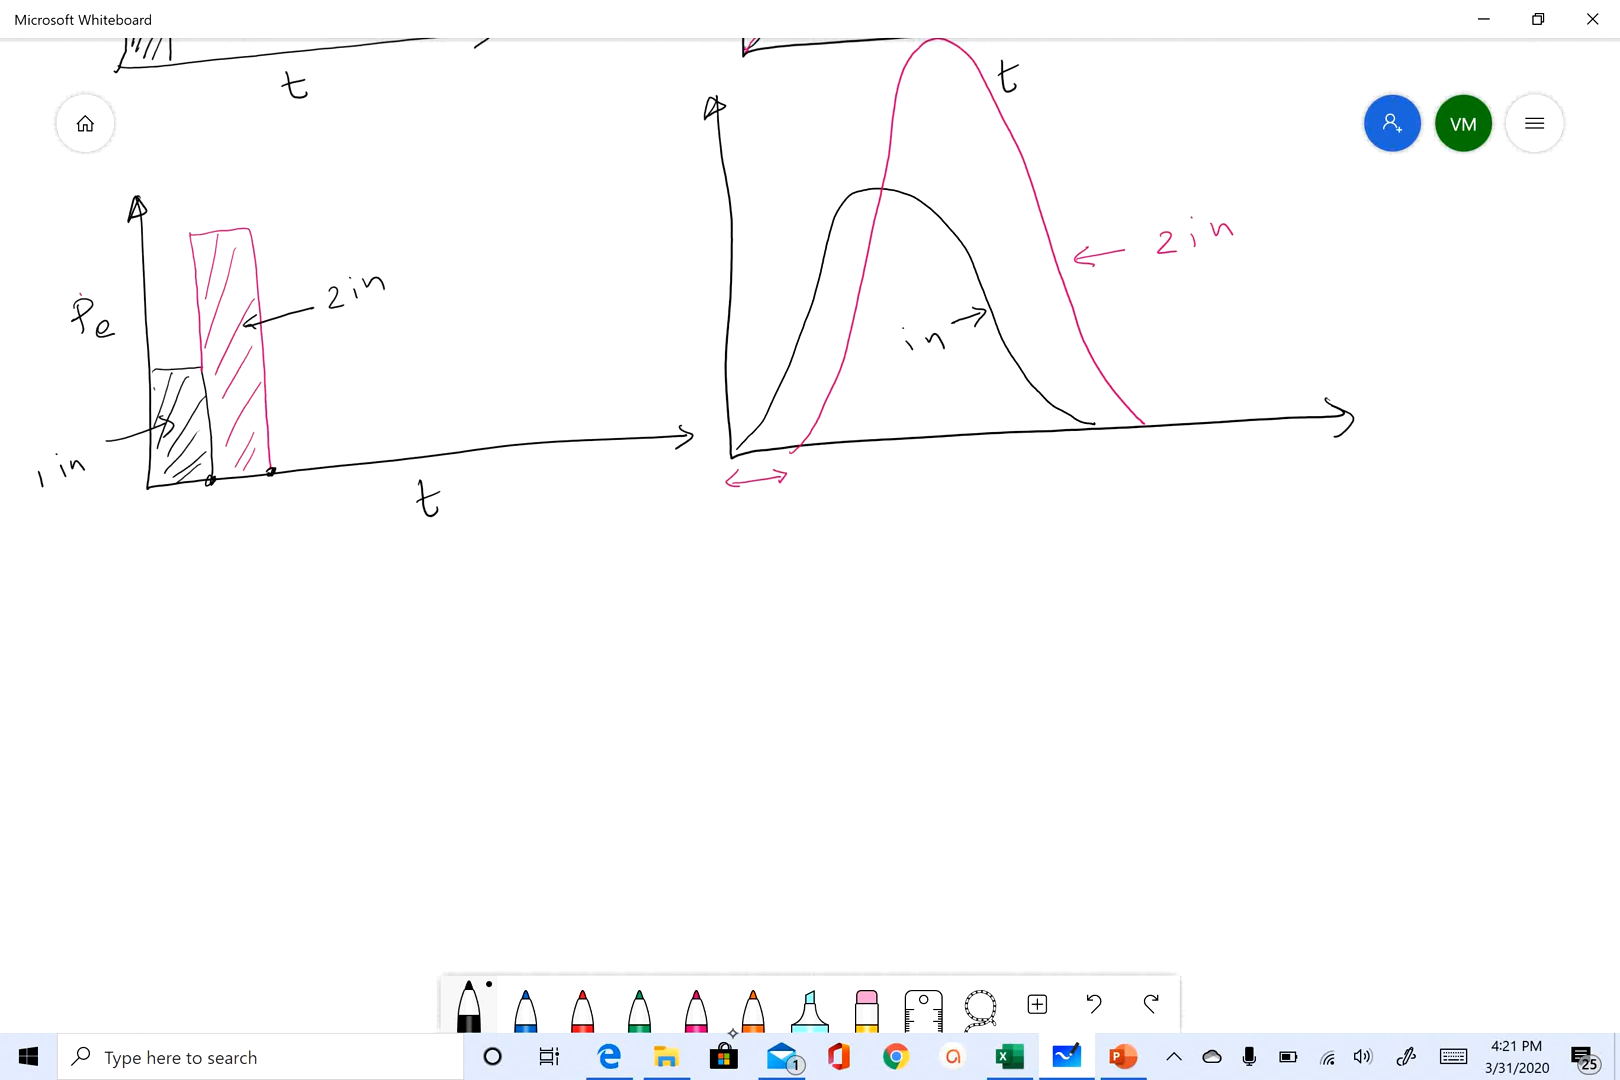 Microsoft Whiteboard
t
t
VM
2 in
2 in
Pe
in
1 in
t
Type here to search
1
4:21 PM
3/31/2020
25